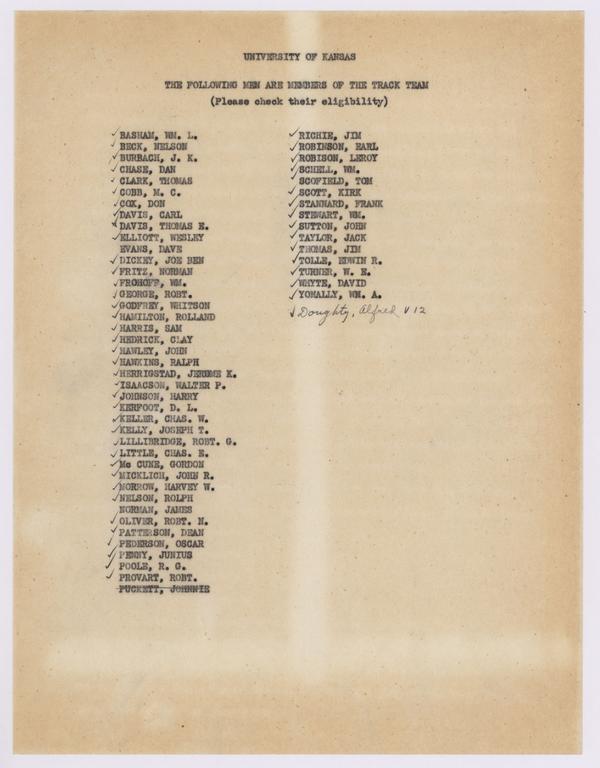 UNIVERSITY OF KANSAS
THE FOLLOWING MEN ARE MEMBERS OF THE TRACK TEAM
(Please check their eligibility)
✓ BASHAM, WM. L.
✓ BECK, NELSON
✓ BURBACH, J. K.
✓ CHASE, DAN
✓ CLARK, THOMAS
✓ COBB, M. C.
✓ COX, DON
✓ DAVIS, CARL
✓ DAVIS, THOMAS E.
✓ ELLIOTT, WESLEY
EVANS, DAVE
✓ DICKEY, JOE BEN
✓ FRITZ, NORMAN
✓ FROHOFF, WM.
✓ GEORGE, ROBT.
✓ GODFREY, WHITSON
✓ HAMILTON, ROLLAND
✓ HARRIS, SAM
✓ HEDRICK, CLAY
✓ HAWLEY, JOHN
✓ HAWKINS, RALPH
✓ HERRIGSTAD, JEROME K.
✓ ISAACSON, WALTER P.
✓ JOHNSON, HARRY
✓ KERFOOT, D. L.
✓ KELLER, CHAS. W.
✓ KELLY, JOSEPH T.
✓ LILLIBRIDGE, ROBT. G.
✓ LITTLE, CHAS. E.
✓ Mc CUNE, GORDON
✓ MICKLICH, JOHN R.
✓ MORROW, HARVEY W.
✓ NELSON, ROLPH
NORMAN, JAMES
✓ OLIVER, ROBT. N.
✓ PATTERSON, DEAN
✓ PEDERSON, OSCAR
✓ PENNY, JUNIUS
✓ POOLE, R. G.
✓ PROVART, ROBT.
PUCKETT, JOHNNIE
✓ RICHIE, JIM
✓ ROBINSON, EARL
✓ ROBISON, LEROY
✓ SCHELL, WM.
✓ SCOFIELD, TOM
✓ SCOTT, KIRK
✓ STANNARD, FRANK
✓ STEWART, WM.
✓ SUTTON, JOHN
✓ TAYLOR, JACK
✓ THOMAS, JIM
✓ TOLLE, EDWIN R.
✓ TURNER, W. E.
✓ WHYTE, DAVID
✓ YOMALLY, WM. A.
✓ Doughty, Alfred V 12